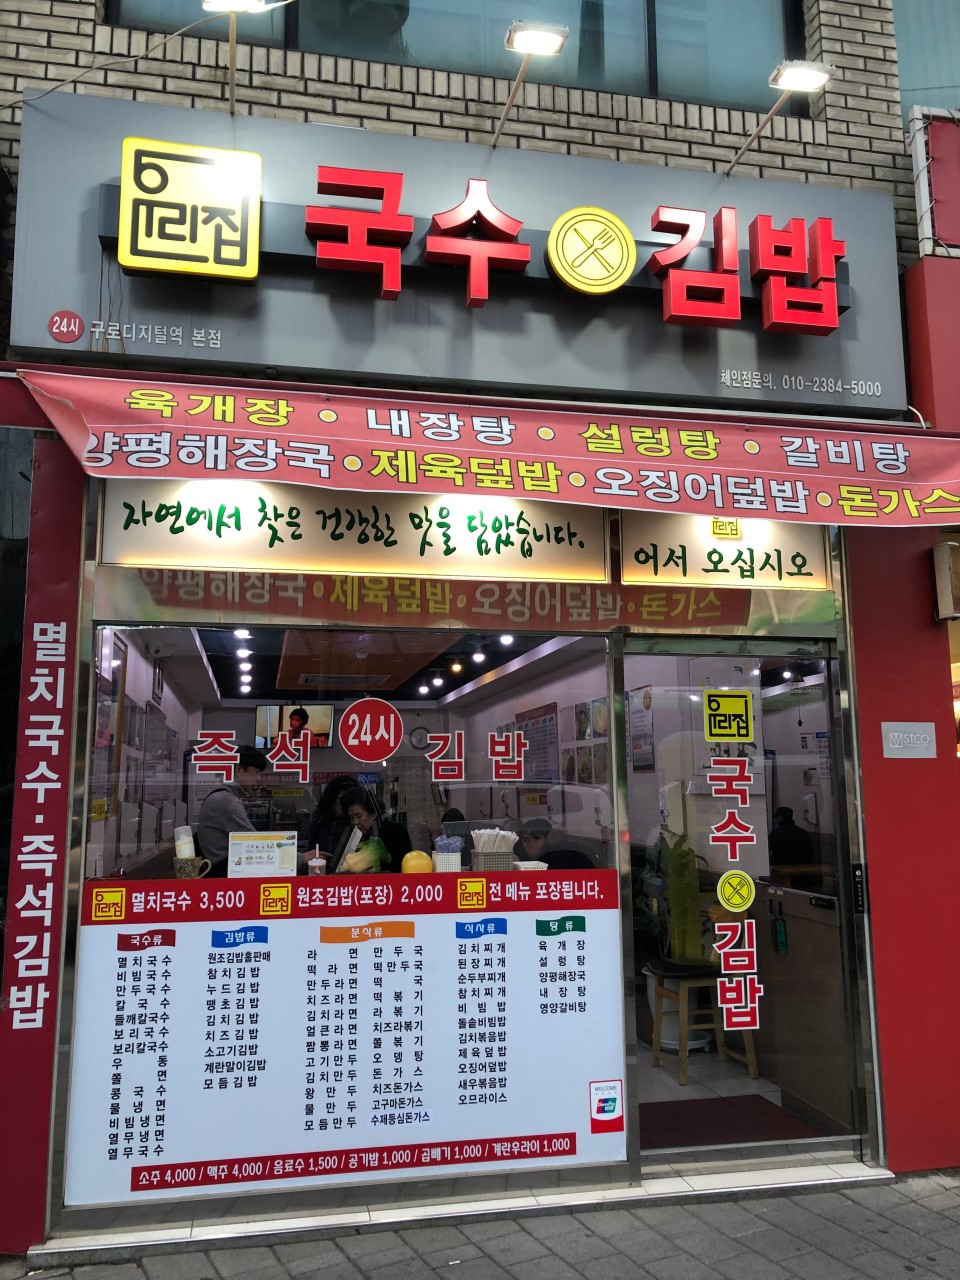 우리집 국수 김밥
24시 구로디지털역 본점
체인점문의. 010-2384-5000
육개장 • 내장탕 • 설렁탕 • 갈비탕
양평해장국 • 제육덮밥 • 오징어덮밥 • 돈가스
자연에서 찾은 건강한 맛을 담았습니다.
우리집
어서 오십시오
양평해장국 • 제육덮밥 • 오징어덮밥 • 돈가스
멸치국수 · 즉석김밥
즉석 24시 김밥
우리집
국수
김밥
우리집 멸치국수 3,500 우리집 원조김밥(포장) 2,000 우리집 전 메뉴 포장됩니다.
국수류
멸치국수
비빔국수
만두국수
칼국수
들깨칼국수
보리국수
보리칼국수
우동
쫄면
콩국수
물냉면
비빔냉면
열무냉면
열무국수
김밥류
원조김밥홀판매
참치김밥
누드김밥
땡초김밥
김치김밥
치즈김밥
소고기김밥
계란말이김밥
모듬김밥
분식류
라면
떡라면
만두라면
치즈라면
김치라면
얼큰라면
짬뽕라면
고기만두
김치만두
왕만두
물만두
모듬만두
만두국
떡만두국
떡국
떡볶기
라볶기
치즈라볶기
오뎅탕
돈가스
치즈돈가스
고구마돈가스
수제등심돈가스
식사류
김치찌개
된장찌개
순두부찌개
참치찌개
비빔밥
돌솥비빔밥
김치볶음밥
제육덮밥
오징어덮밥
새우볶음밥
오므라이스
탕류
육개장
설렁탕
양평해장국
내장탕
영양갈비탕
소주 4,000 / 맥주 4,000 / 음료수 1,500 / 공기밥 1,000 / 곱빼기 1,000 / 계란후라이 1,000
WELCOME
STCO